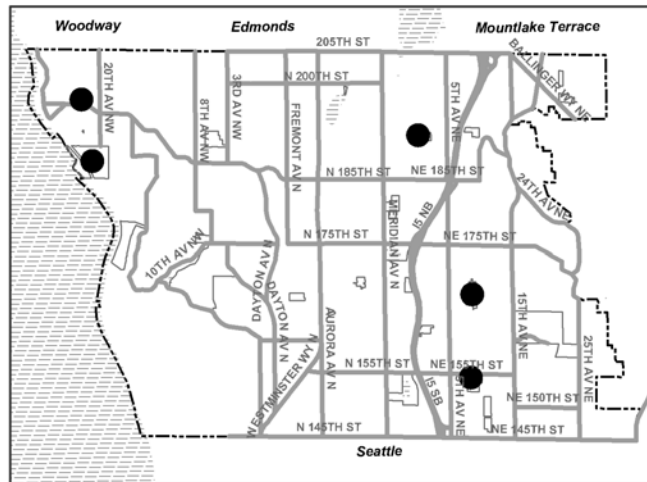 Woodway
Edmonds
Mountlake Terrace
205TH ST
BALLINGER WY NE
20TH AV NW
8TH AV NW
3RD AV NW
N 200TH ST
FREMONT AV N
5TH AV NE
N 185TH ST
NE 185TH ST
24TH AV NE
I5 NB
MERIDIAN AV N
10TH AV NW
N 175TH ST
NE 175TH ST
DAYTON AV N
DAYTON AV N
AURORA AV N
15TH AV NE
25TH AV NE
WESTMINSTER WY N
N 155TH ST
NE 155TH ST
I5 SB
5TH AV NE
NE 150TH ST
N 145TH ST
NE 145TH ST
Seattle